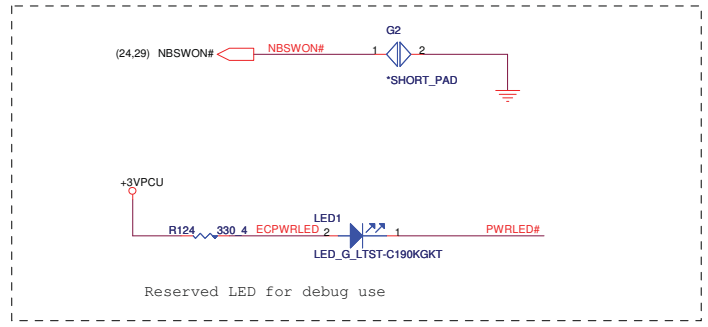 G2
(24,29) NBSWON# NBSWON# 1 2
*SHORT_PAD
+3VPCU
LED1
R124 330_4 ECPWRLED 2 1 PWRLED#
LED_G_LTST-C190KGKT
Reserved LED for debug use